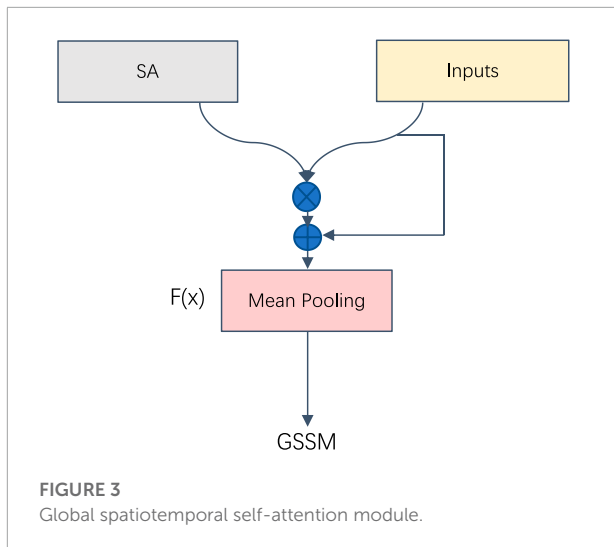 SA
Inputs
F(x)
Mean Pooling
GSSM
FIGURE 3
Global spatiotemporal self-attention module.